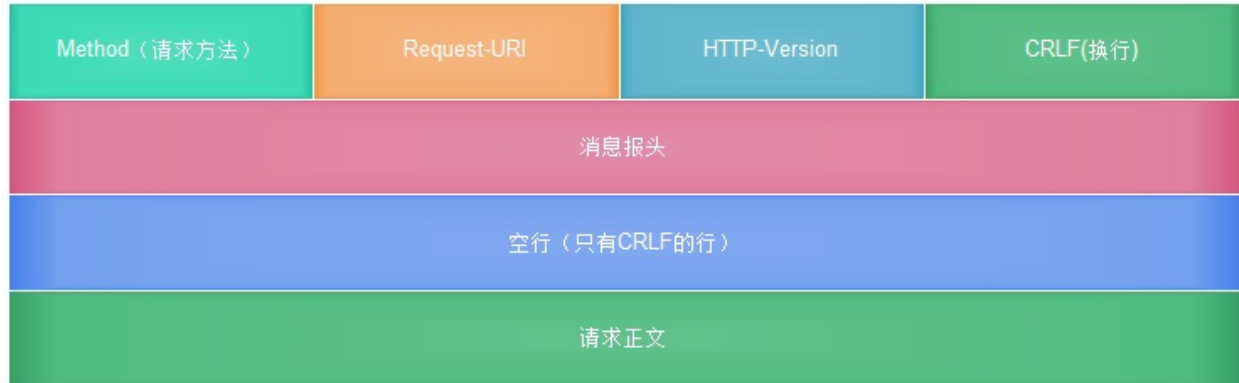 Method（请求方法） Request-URI HTTP-Version CRLF(换行)
消息报头
空行（只有CRLF的行）
请求正文